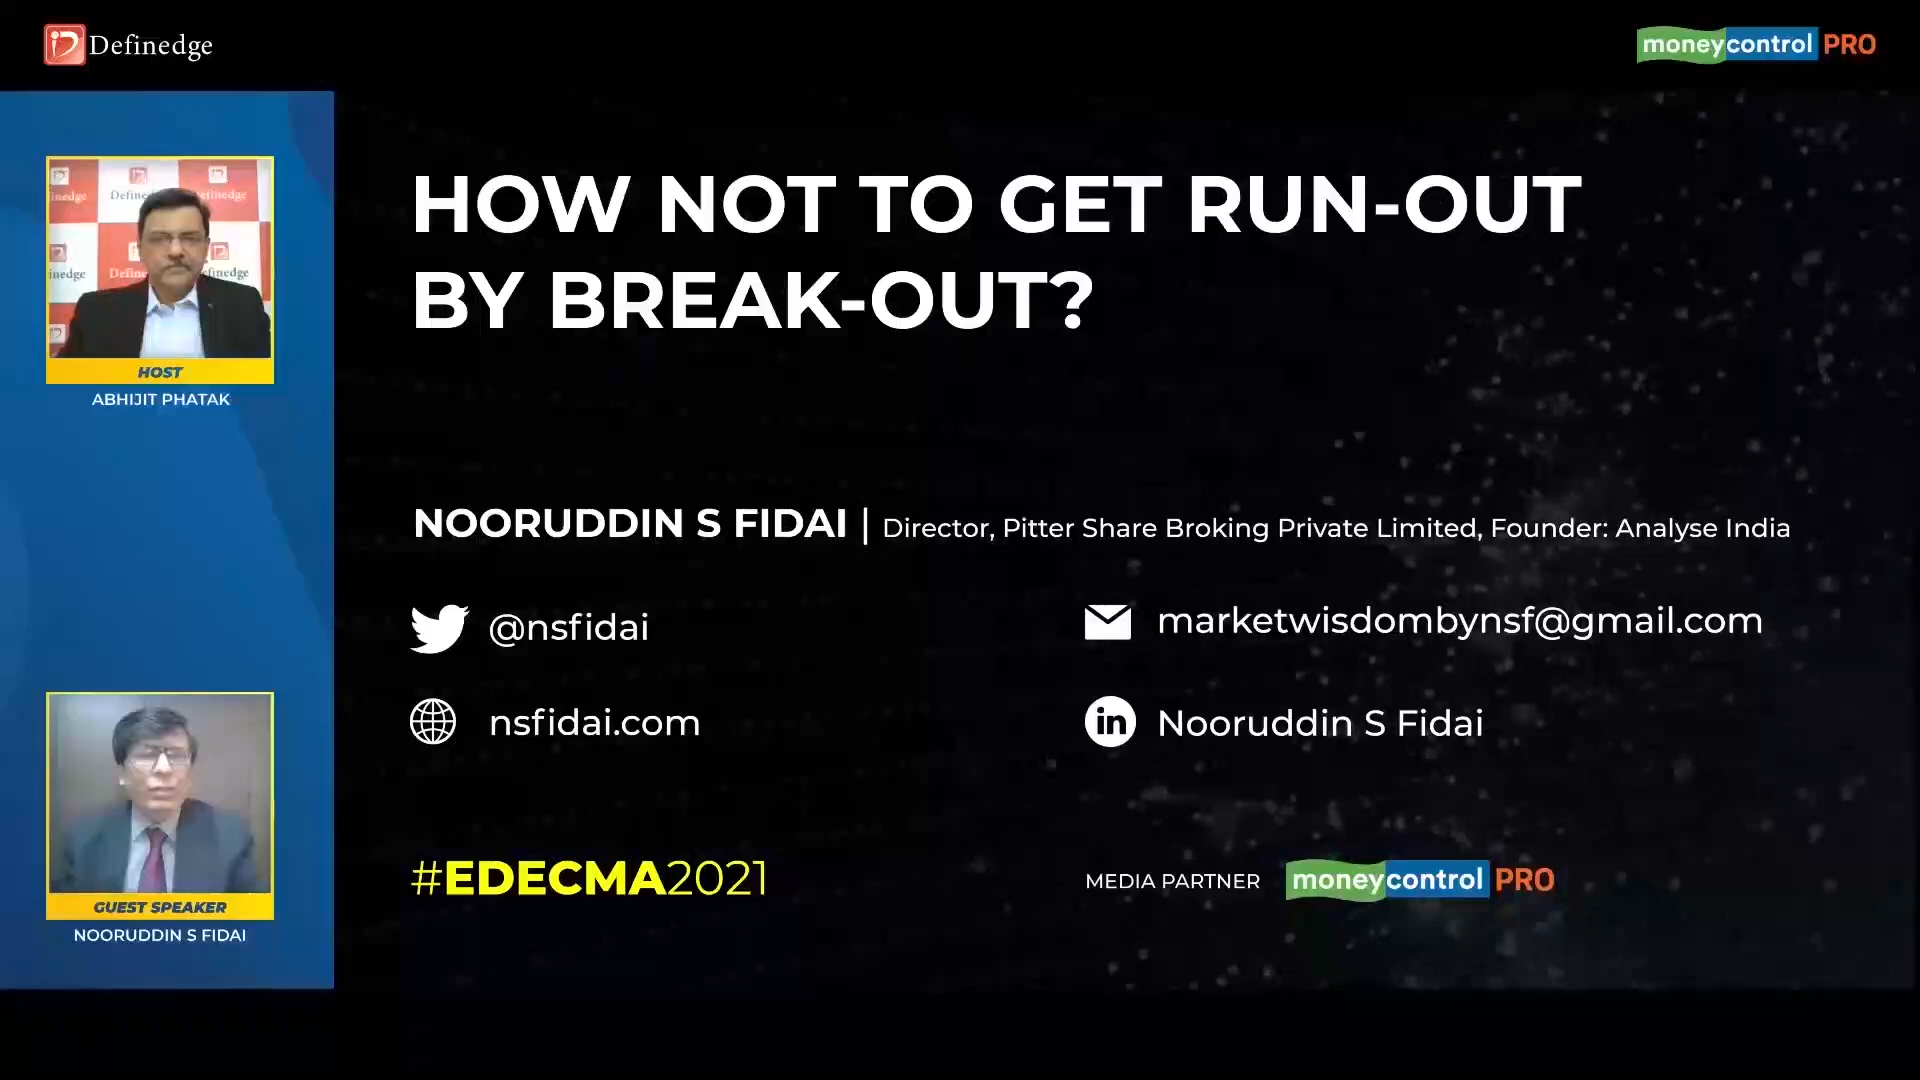 Definedge
moneycontrol PRO
HOW NOT TO GET RUN-OUT
BY BREAK-OUT?
HOST
ABHIJIT PHATAK
NOORUDDIN S FIDAI | Director, Pitter Share Broking Private Limited, Founder: Analyse India
@nsfidai
marketwisdombynsf@gmail.com
nsfidai.com
in Nooruddin S Fidai
#EDECMA2021
MEDIA PARTNER moneycontrol PRO
GUEST SPEAKER
NOORUDDIN S FIDAI